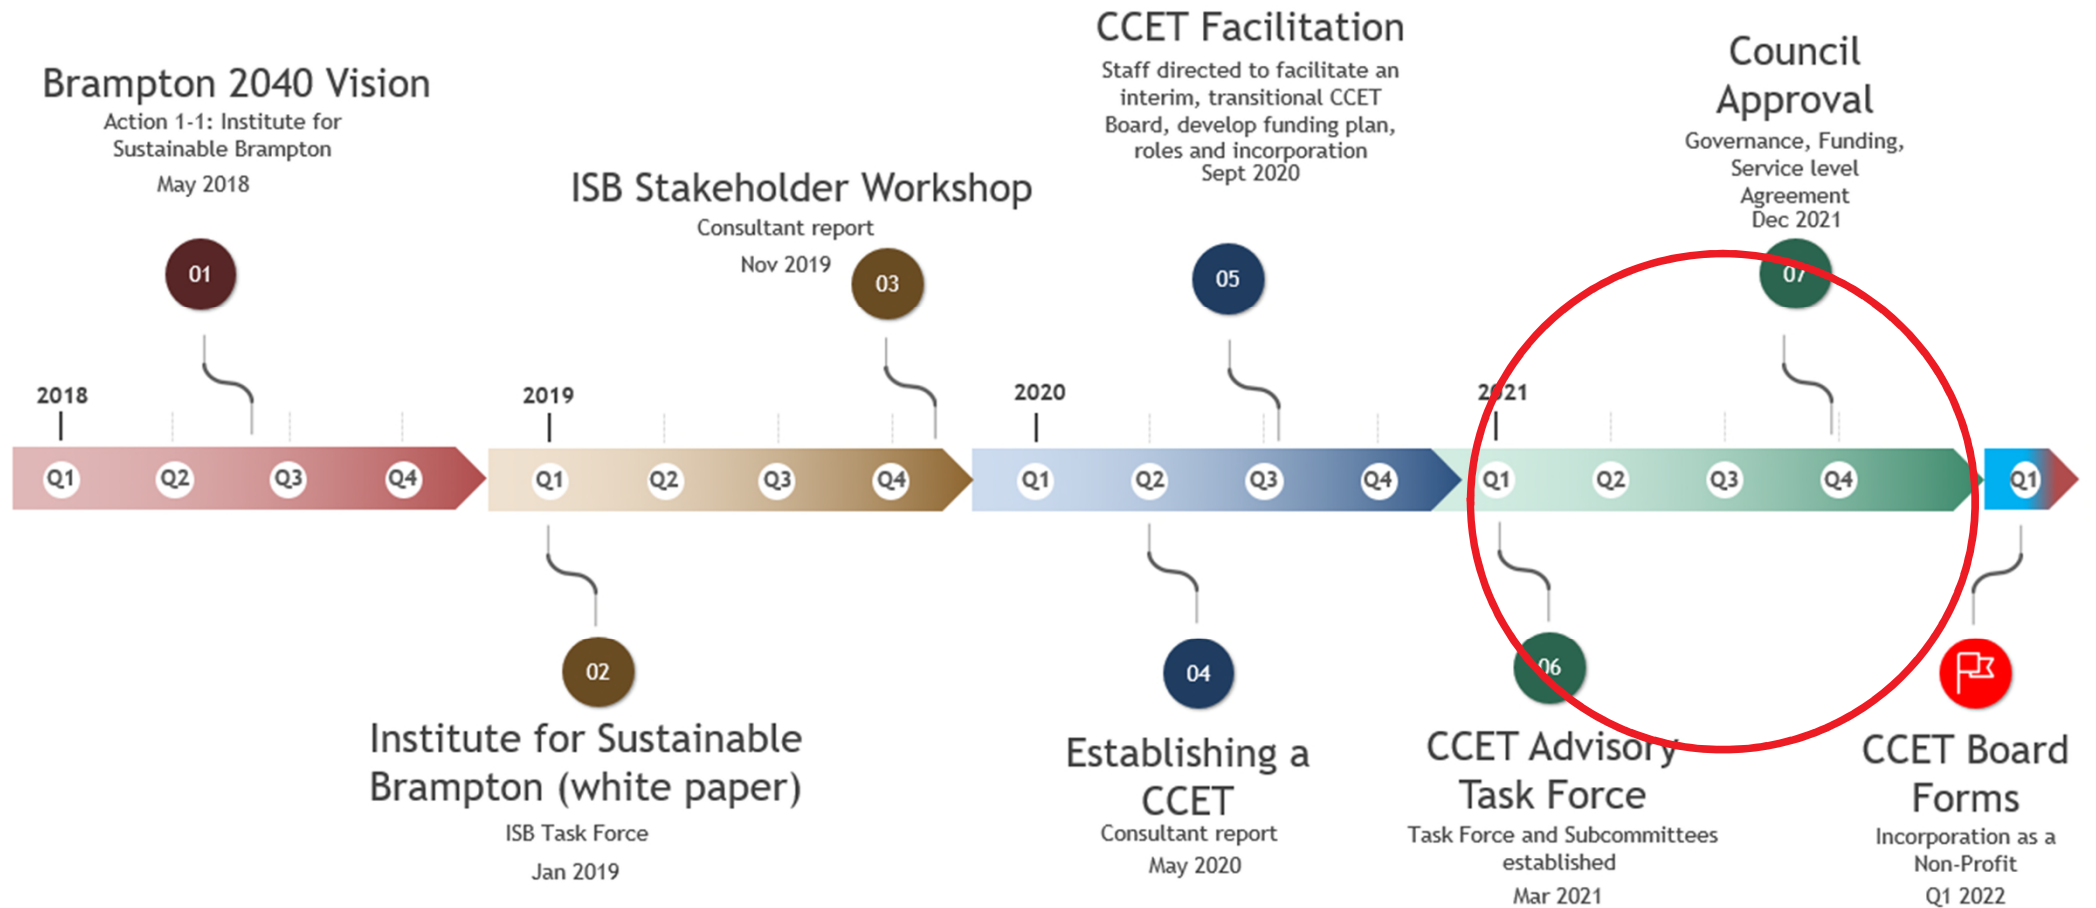 Brampton 2040 Vision
Action 1-1: Institute for
Sustainable Brampton
May 2018
01
ISB Stakeholder Workshop
Consultant report
Nov 2019
03
CCET Facilitation
Staff directed to facilitate an
interim, transitional CCET
Board, develop funding plan,
roles and incorporation
Sept 2020
05
Council
Approval
Governance, Funding,
Service level
Agreement
Dec 2021
07
2018
2019
2020
2021
Q1
Q2
Q3
Q4
Q1
Q2
Q3
Q4
Q1
Q2
Q3
Q4
Q1
Q2
Q3
Q4
Q1
02
Institute for Sustainable
Brampton (white paper)
ISB Task Force
Jan 2019
04
Establishing a
CCET
Consultant report
May 2020
06
CCET Advisory
Task Force
Task Force and Subcommittees
established
Mar 2021
CCET Board
Forms
Incorporation as a
Non-Profit
Q1 2022